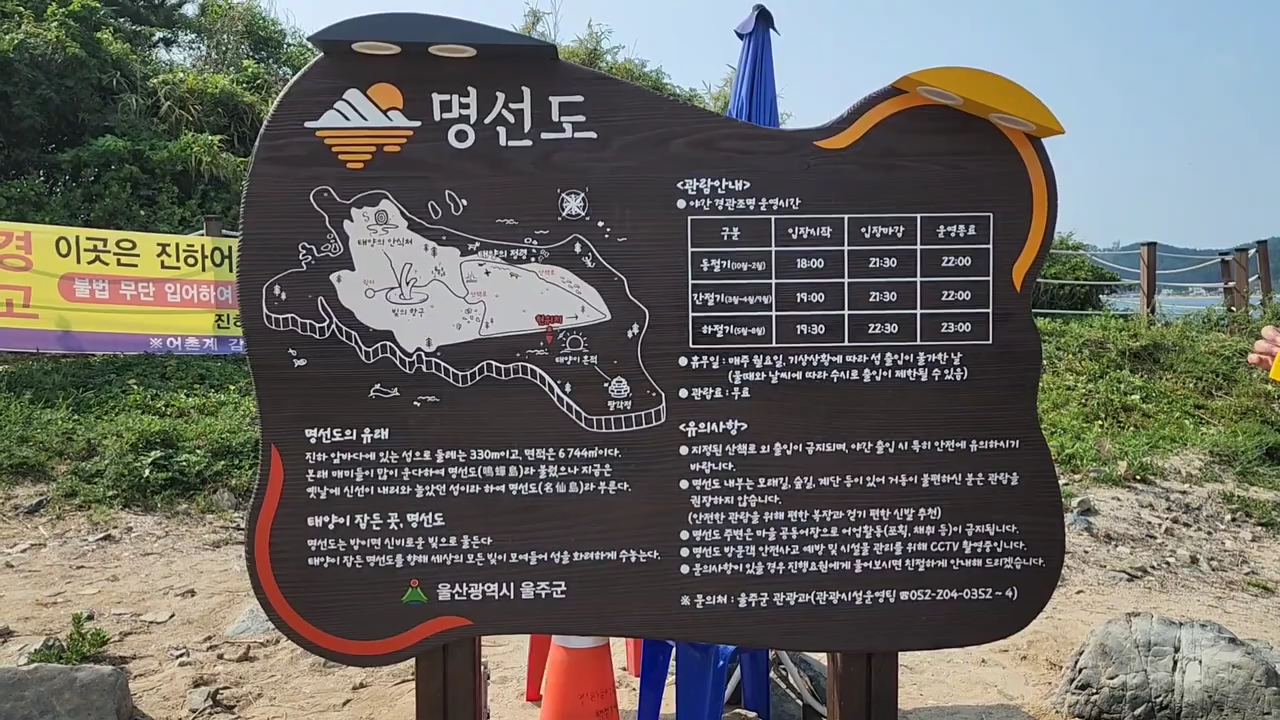 명선도
태양의 안식처
태양의 정령
산책로
빛의 항구
산책로
현위치
태양이 흔적
팔각정
<관람안내>
● 야간 경관조명 운영시간
구분 입장시작 입장마감 운영종료
동절기(10월-2월) 18:00 21:30 22:00
간절기(3월-4월/9월) 19:00 21:30 22:00
하절기(5월-8월) 19:30 22:30 23:00
● 휴무일 : 매주 월요일, 기상상황에 따라 섬 출입이 불가한 날
(물때와 날씨에 따라 수시로 출입이 제한될 수 있음)
● 관람료 : 무료
<유의사항>
● 지정된 산책로 외 출입이 금지되며, 야간 출입 시 특히 안전에 유의하시기
바랍니다.
● 명선도 내부는 모래길, 숲길, 계단 등이 있어 거동이 불편하신 분은 관람을
권장하지 않습니다.
(안전한 관람을 위해 편한 복장과 걷기 편한 신발 추천)
● 명선도 주변은 마을 공동어장으로 어업활동(포획, 채취 등)이 금지됩니다.
● 명선도 방문객 안전사고 예방 및 시설물 관리를 위해 CCTV 촬영중입니다.
● 문의사항이 있을 경우 진행요원에게 물어보시면 친절하게 안내해 드리겠습니다.
※ 문의처 : 울주군 관광과(관광시설운영팀 ☎052-204-0352 ~ 4)
명선도의 유래
진하 앞바다에 있는 섬으로 둘레는 330m이고, 면적은 6744㎡이다.
본래 매미들이 많이 운다하여 명선도(鳴蟬島)라 불렀으나 지금은
옛날에 신선이 내려와 놀았던 섬이라 하여 명선도(名仙島)라 부른다.
태양이 잠든 곳, 명선도
명선도는 밤이면 신비로운 빛으로 물든다
태양이 잠든 명선도를 향해 세상의 모든 빛이 모여들어 섬을 화려하게 수놓는다.
울산광역시 울주군
경고
이곳은 진하어
불법 무단 입어하여
진하
※어촌계